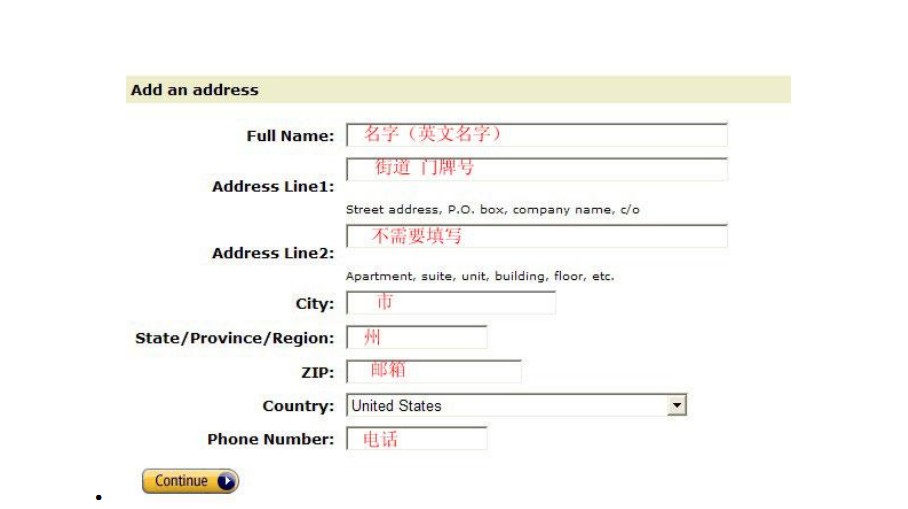 Add an address
Full Name: 名字（英文名字）
Address Line1: 街道 门牌号
Street address, P.O. box, company name, c/o
Address Line2: 不需要填写
Apartment, suite, unit, building, floor, etc.
City: 市
State/Province/Region: 州
ZIP: 邮箱
Country: United States
Phone Number: 电话
Continue